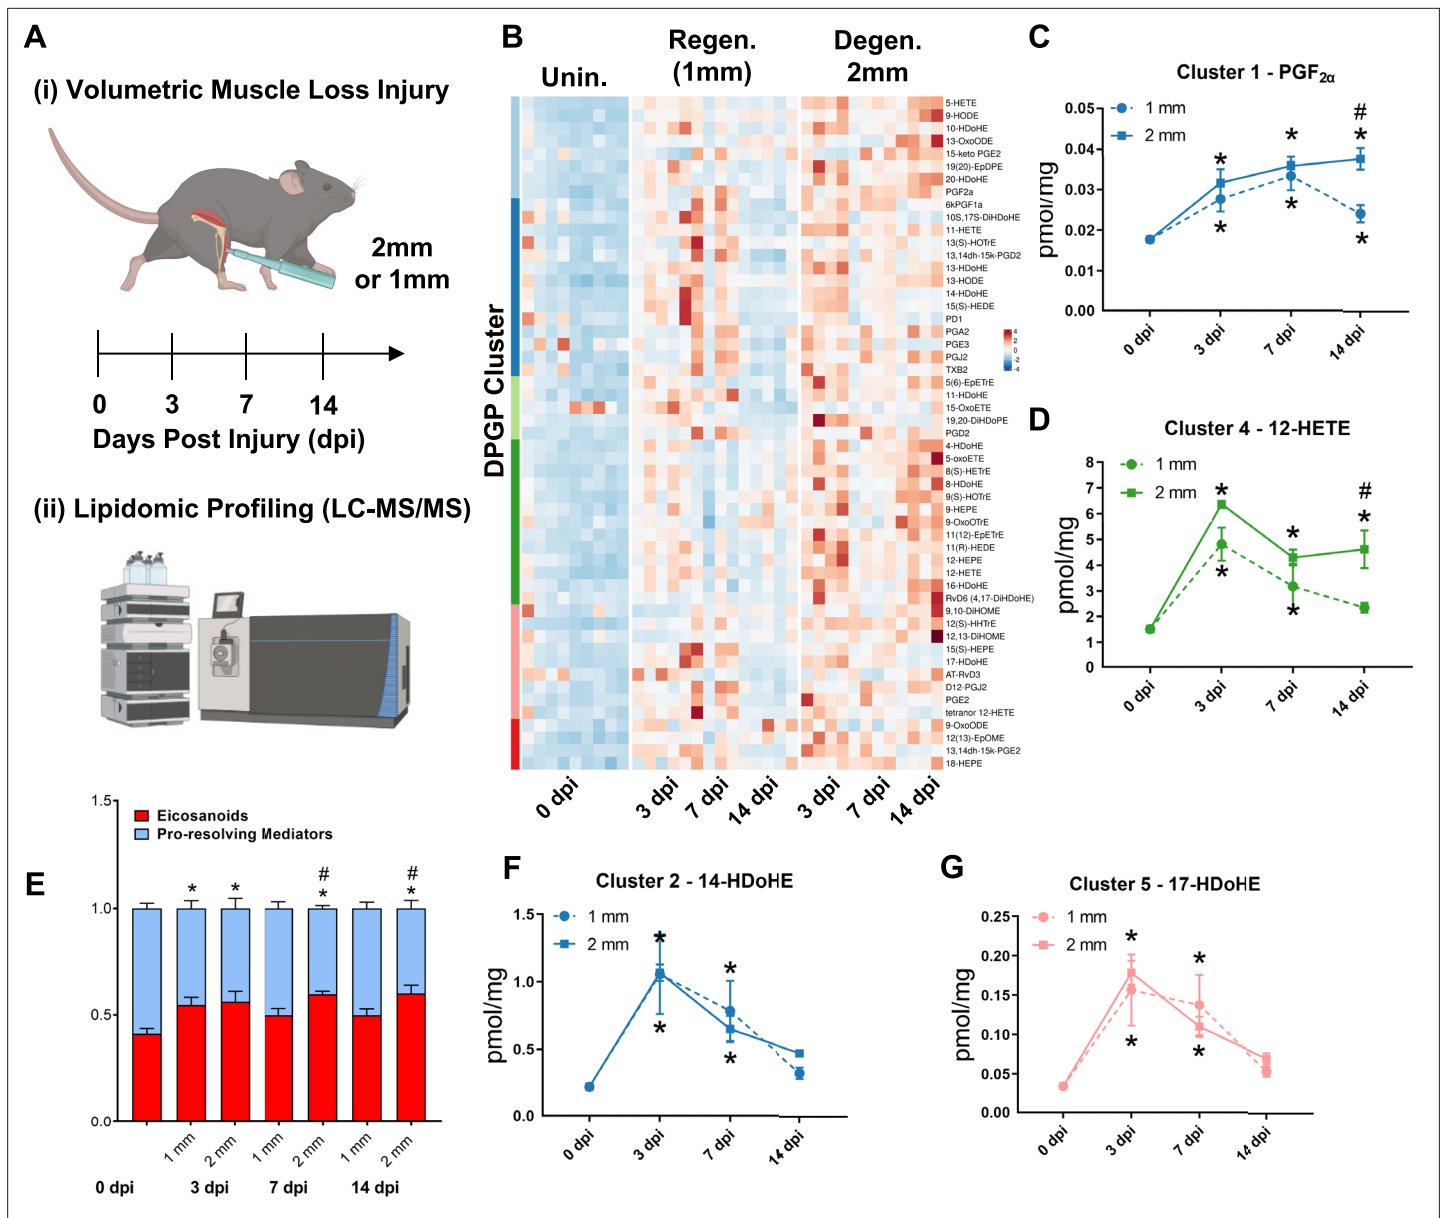 A
(i) Volumetric Muscle Loss Injury
2mm
or 1mm
0 3 7 14
Days Post Injury (dpi)
(ii) Lipidomic Profiling (LC-MS/MS)
B
Unin.
Regen.
(1mm)
Degen.
2mm
DPGP Cluster
5-HETE
9-HODE
10-HDoHE
13-OxoODE
15-keto PGE2
19(20)-EpDPE
20-HDoHE
PGF2a
6kPGF1a
10S,17S-DiHDoHE
11-HETE
13(S)-HOTrE
13,14dh-15k-PGD2
13-HDoHE
13-HODE
14-HDoHE
15(S)-HEDE
PD1
PGA2
PGE3
PGJ2
TXB2
5(6)-EpETrE
11-HDoHE
15-OxoETE
19,20-DiHDoPE
PGD2
4-HDoHE
5-oxoETE
8(S)-HETrE
8-HDoHE
9(S)-HOTrE
9-HEPE
9-OxoOTrE
11(12)-EpETrE
11(R)-HEDE
12-HEPE
12-HETE
16-HDoHE
RvD6 (4,17-DiHDoHE)
9,10-DiHOME
12(S)-HHTrE
12,13-DiHOME
15(S)-HEPE
17-HDoHE
AT-RvD3
D12-PGJ2
PGE2
tetranor 12-HETE
9-OxoODE
12(13)-EpOME
13,14dh-15k-PGE2
18-HEPE
4
2
0
-2
-4
0 dpi 3 dpi 7 dpi 14 dpi 3 dpi 7 dpi 14 dpi
C
Cluster 1 - PGF2α
1 mm
2 mm
pmol/mg
0.05
0.04
0.03
0.02
0.01
0.00
* * # *
* * *
0 dpi 3 dpi 7 dpi 14 dpi
D
Cluster 4 - 12-HETE
1 mm
2 mm
pmol/mg
8
7
6
5
4
3
2
1
0
* * # *
* *
0 dpi 3 dpi 7 dpi 14 dpi
E
1.5
1.0
0.5
0.0
Eicosanoids
Pro-resolving Mediators
# #
* * * *
1 mm 2 mm 1 mm 2 mm 1 mm 2 mm
0 dpi 3 dpi 7 dpi 14 dpi
F
Cluster 2 - 14-HDoHE
1 mm
2 mm
pmol/mg
1.5
1.0
0.5
0.0
* *
* *
0 dpi 3 dpi 7 dpi 14 dpi
G
Cluster 5 - 17-HDoHE
1 mm
2 mm
pmol/mg
0.25
0.20
0.15
0.10
0.05
0.00
* *
* *
0 dpi 3 dpi 7 dpi 14 dpi